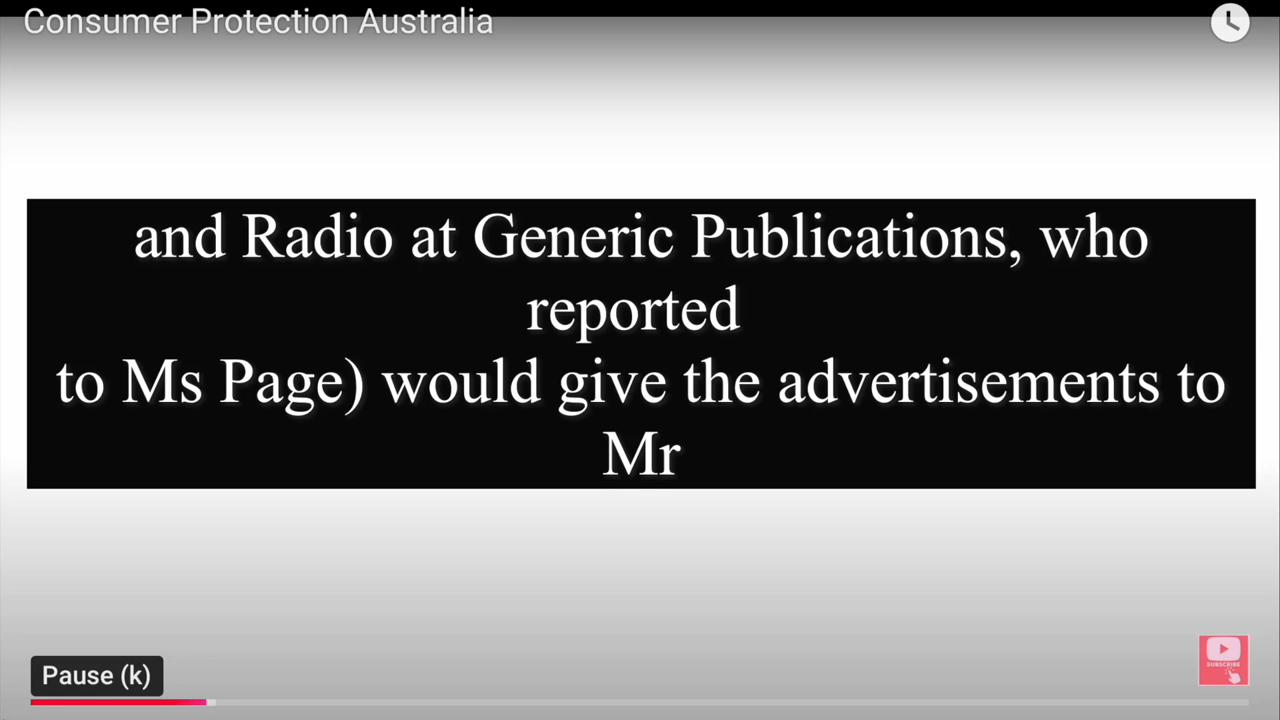 Consumer Protection Australia
and Radio at Generic Publications, who
reported
to Ms Page) would give the advertisements to
Mr
SUBSCRIBE
Pause (k)